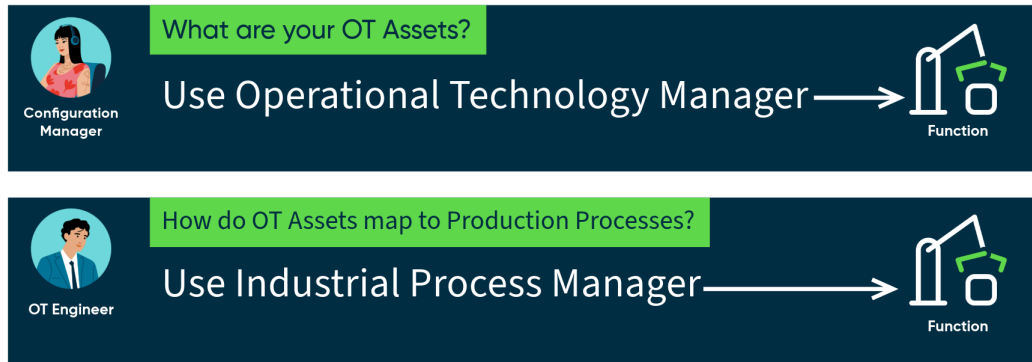 What are your OT Assets?
Use Operational Technology Manager
Configuration
Manager
Function
How do OT Assets map to Production Processes?
Use Industrial Process Manager
OT Engineer
Function